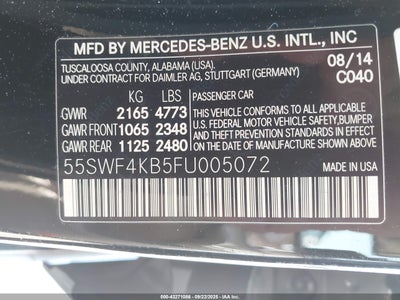 MFD BY MERCEDES-BENZ U.S. INTL., INC
TUSCALOOSA COUNTY, ALABAMA (USA). 08/14
UNDER CONTRACT FOR DAIMLER AG, STUTTGART (GERMANY) C040
KG LBS PASSENGER CAR
GVWR 2165 4773 THIS VEHICLE CONFORMS TO ALL
GAWR FRONT 1065 2348 APPLICABLE U.S. FEDERAL MOTOR VEHICLE SAFETY, BUMPER
GAWR REAR 1125 2480 AND THEFT PREVENTION STANDARDS IN EFFECT ON THE DATE OF MANUFACTURE SHOWN ABOVE.
55SWF4KB5FU005072
000-43271086 - 09/23/2025 - IAA Inc.